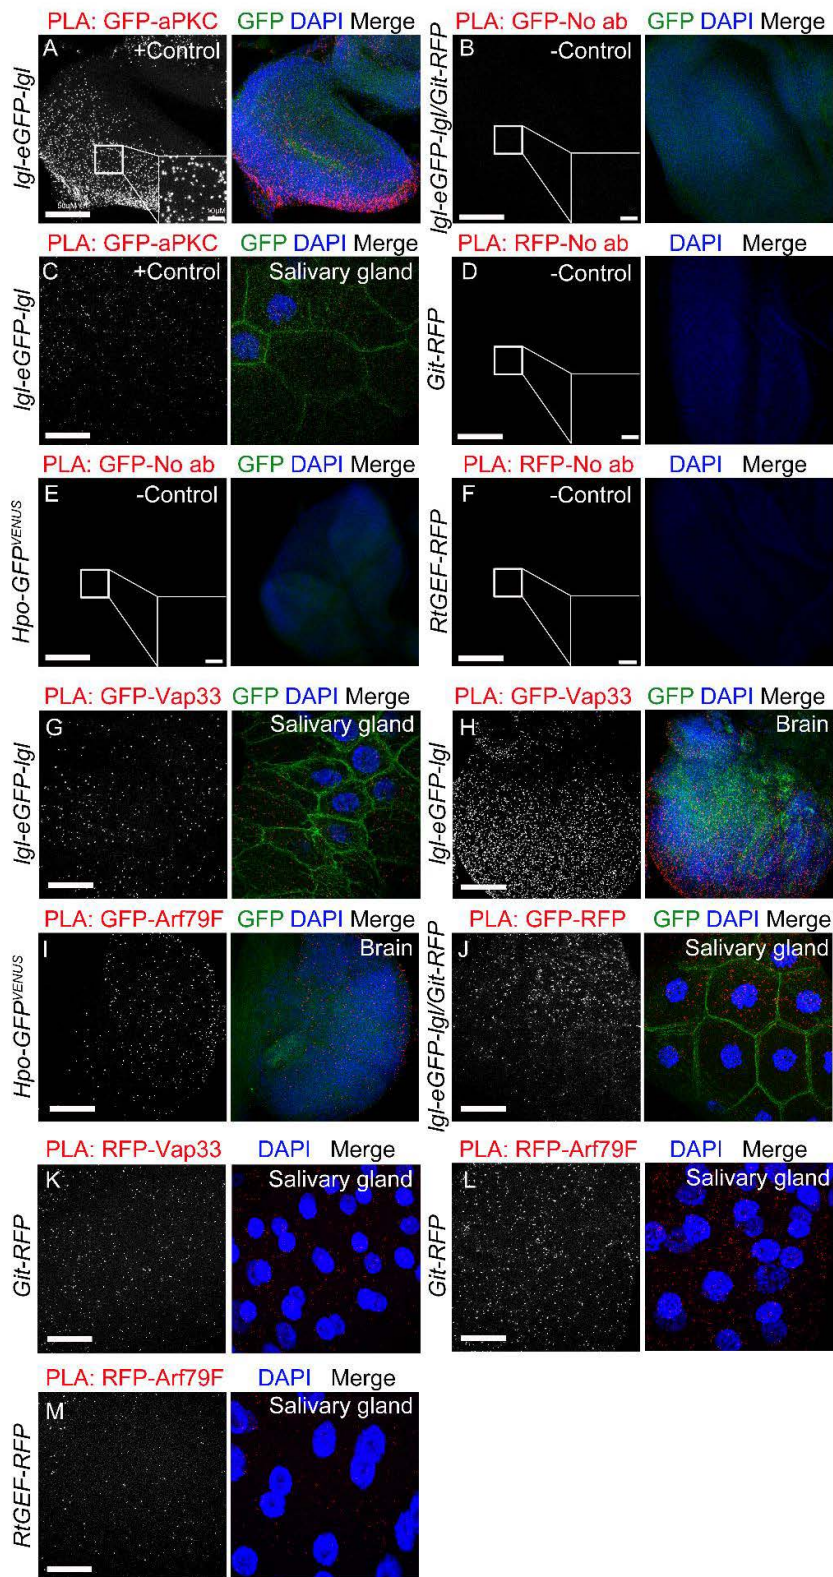 PLA: GFP-aPKC GFP DAPI Merge
A +Control
lgl-eGFP-lgl
50µM
10µM
PLA: GFP-No ab GFP DAPI Merge
B -Control
lgl-eGFP-lgl/Git-RFP
PLA: GFP-aPKC GFP DAPI Merge
C +Control Salivary gland
lgl-eGFP-lgl
PLA: RFP-No ab DAPI Merge
D -Control
Git-RFP
PLA: GFP-No ab GFP DAPI Merge
E -Control
Hpo-GFPVENUS
PLA: RFP-No ab DAPI Merge
F -Control
RtGEF-RFP
PLA: GFP-Vap33 GFP DAPI Merge
G Salivary gland
lgl-eGFP-lgl
PLA: GFP-Vap33 GFP DAPI Merge
H Brain
lgl-eGFP-lgl
PLA: GFP-Arf79F GFP DAPI Merge
I Brain
Hpo-GFPVENUS
PLA: GFP-RFP GFP DAPI Merge
J Salivary gland
lgl-eGFP-lgl/Git-RFP
PLA: RFP-Vap33 DAPI Merge
K Salivary gland
Git-RFP
PLA: RFP-Arf79F DAPI Merge
L Salivary gland
Git-RFP
PLA: RFP-Arf79F DAPI Merge
M Salivary gland
RtGEF-RFP